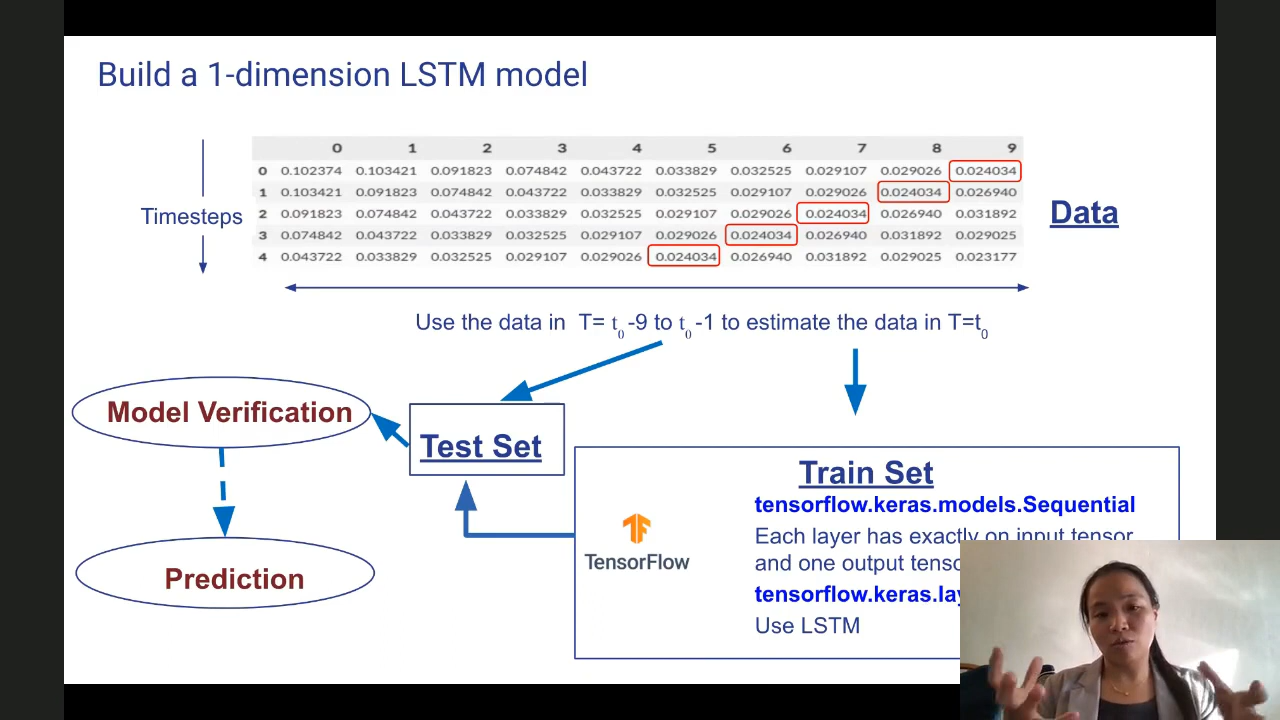 Build a 1-dimension LSTM model
0 1 2 3 4 5 6 7 8 9
0 0.102374 0.103421 0.091823 0.074842 0.043722 0.033829 0.032525 0.029107 0.029026 0.024034
1 0.103421 0.091823 0.074842 0.043722 0.033829 0.032525 0.029107 0.029026 0.024034 0.026940
2 0.091823 0.074842 0.043722 0.033829 0.032525 0.029107 0.029026 0.024034 0.026940 0.031892
3 0.074842 0.043722 0.033829 0.032525 0.029107 0.029026 0.024034 0.026940 0.031892 0.029025
4 0.043722 0.033829 0.032525 0.029107 0.029026 0.024034 0.026940 0.031892 0.029025 0.023177
Timesteps
Data
Use the data in T= t0 -9 to t0 -1 to estimate the data in T=t0
Model Verification
Test Set
Prediction
Train Set
tensorflow.keras.models.Sequential
Each layer has exactly on input tensor
and one output
tensorflow.keras.
Use LSTM
TensorFlow